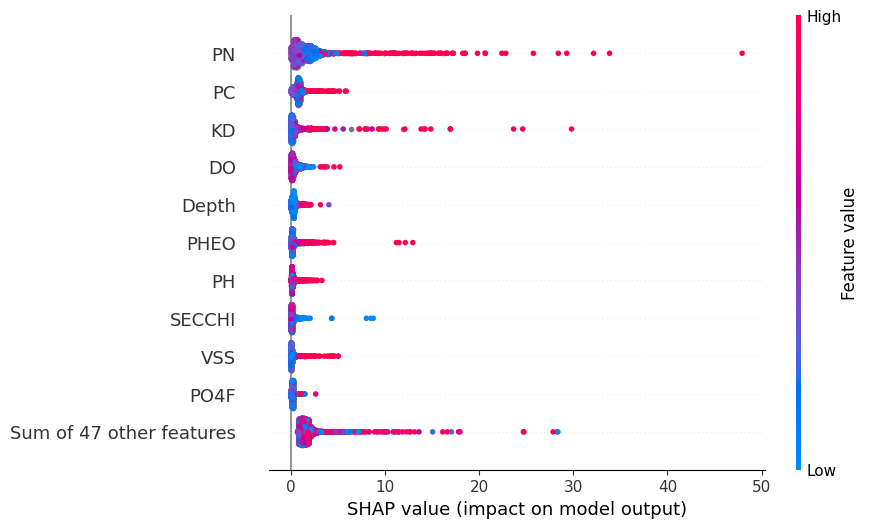 High
PN
PC
KD
DO
Depth
PHEO
PH
SECCHI
VSS
PO4F
Sum of 47 other features
Feature value
Low
0 10 20 30 40 50
SHAP value (impact on model output)